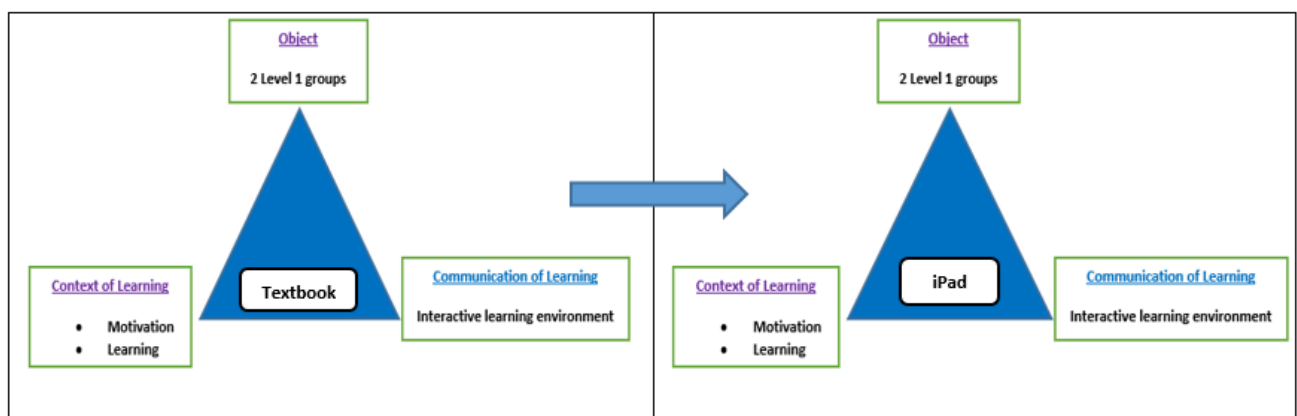 Object
2 Level 1 groups
Textbook
Context of Learning
• Motivation
• Learning
Communication of Learning
Interactive learning environment
Object
2 Level 1 groups
iPad
Context of Learning
• Motivation
• Learning
Communication of Learning
Interactive learning environment